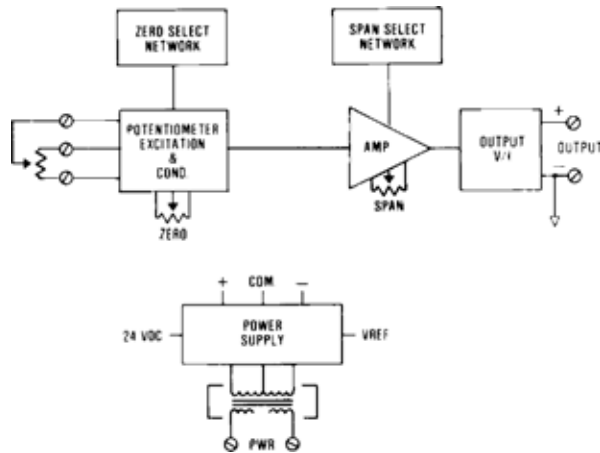 ZERO SELECT
NETWORK
SPAN SELECT
NETWORK
POTENTIOMETER
EXCITATION
&
COND.
ZERO
AMP
SPAN
OUTPUT
V/I
+
OUTPUT
−
+ COM. −
24 VDC
POWER
SUPPLY
VREF
PWR